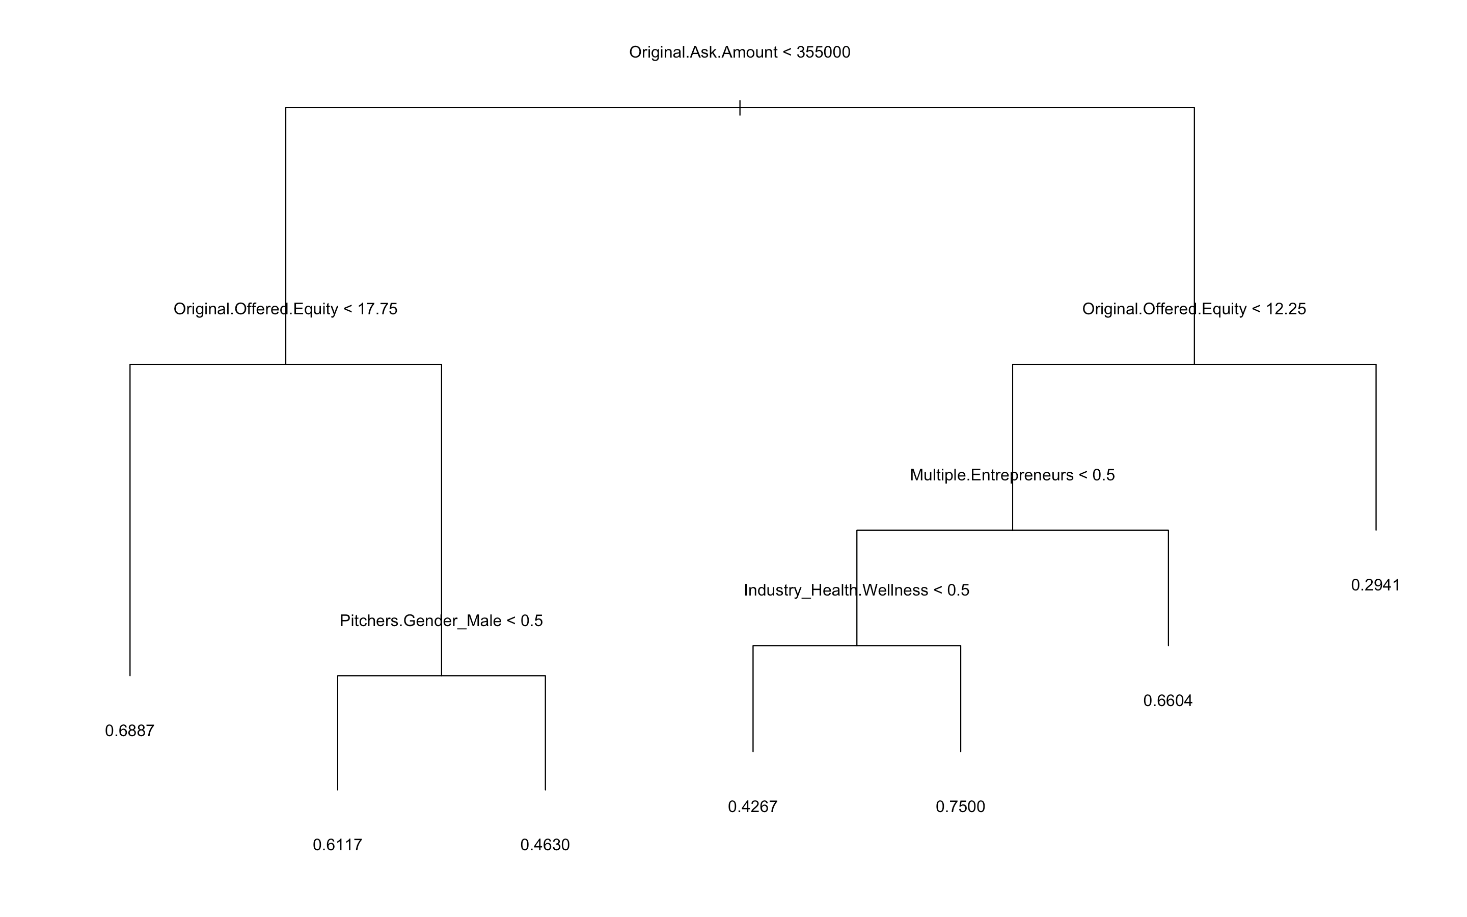 Original.Ask.Amount < 355000
Original.Offered.Equity < 17.75
Original.Offered.Equity < 12.25
Multiple.Entrepreneurs < 0.5
Industry_Health.Wellness < 0.5
0.2941
Pitchers.Gender_Male < 0.5
0.6604
0.6887
0.4267
0.7500
0.6117
0.4630